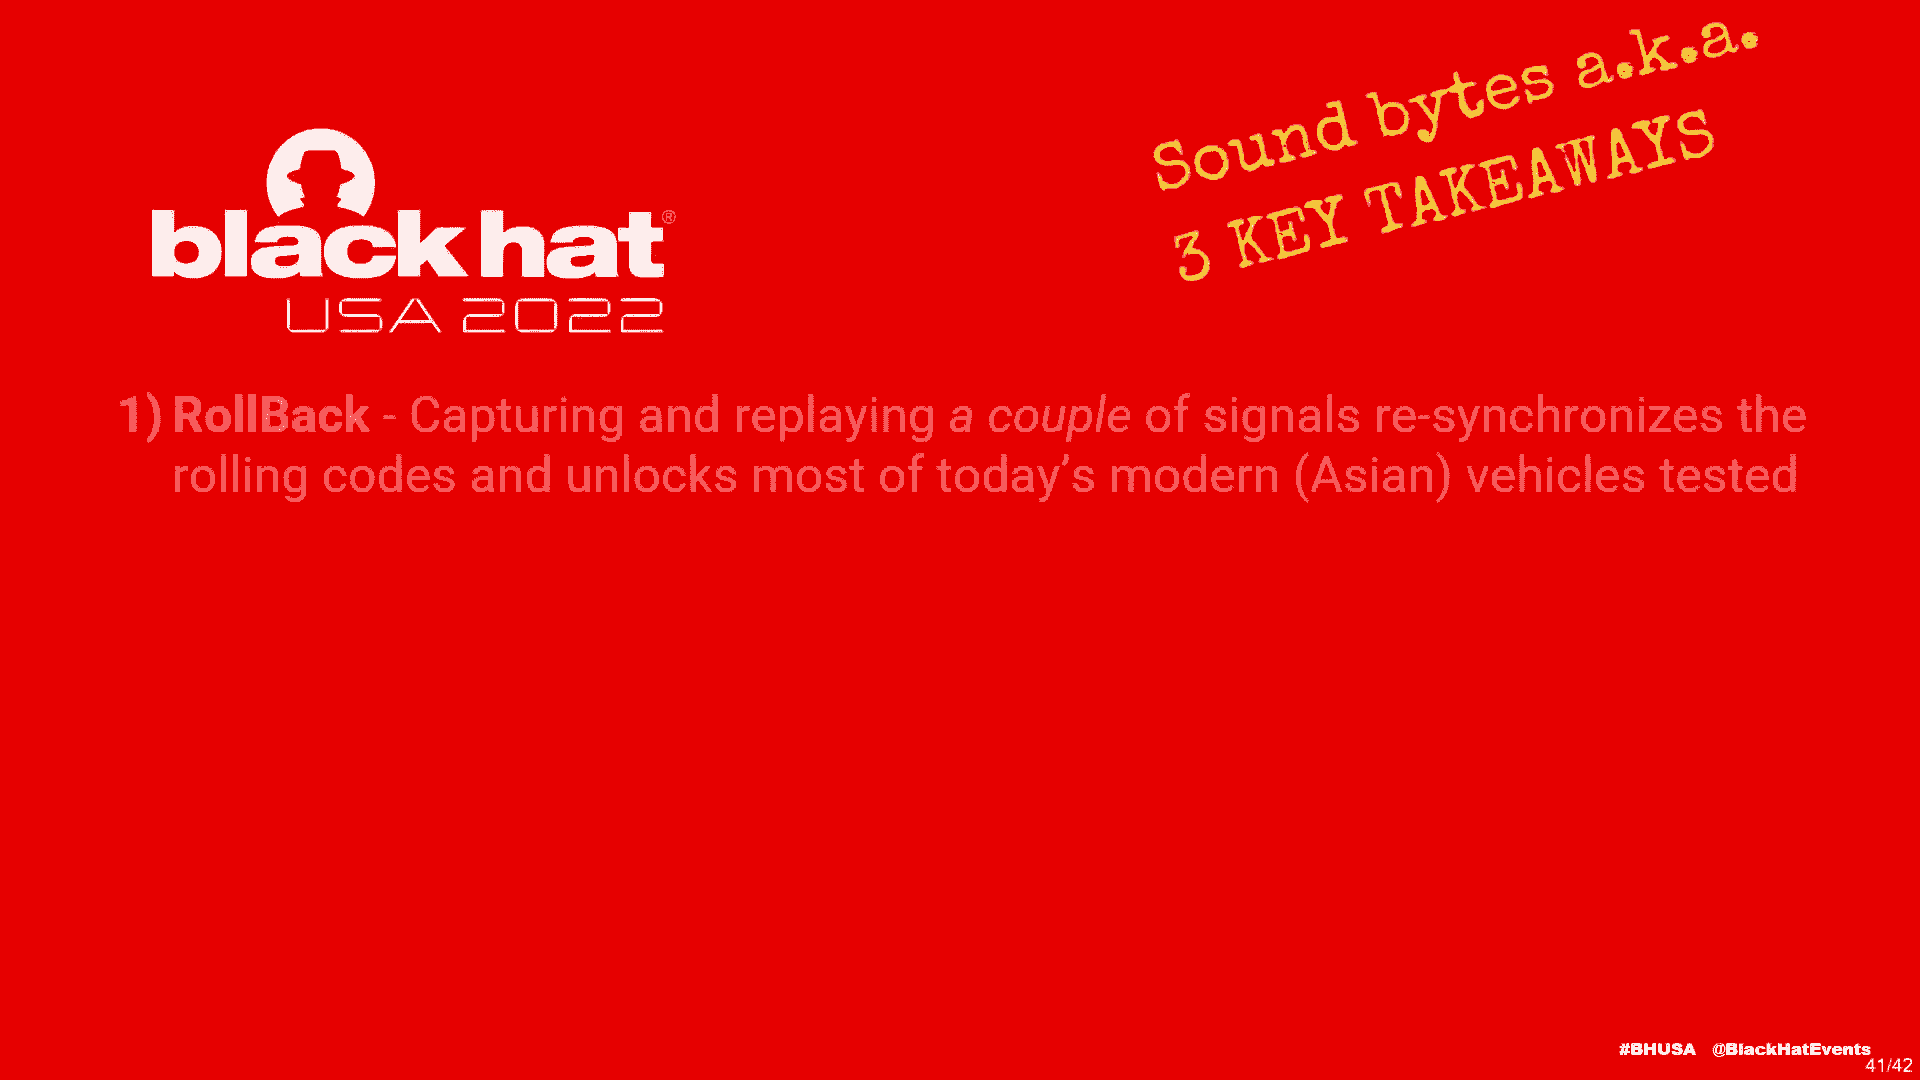 Sound bytes a.k.a.
3 KEY TAKEAWAYS
black hat®
USA 2022
1) RollBack - Capturing and replaying a couple of signals re-synchronizes the
rolling codes and unlocks most of today’s modern (Asian) vehicles tested
#BHUSA @BlackHatEvents
41/42